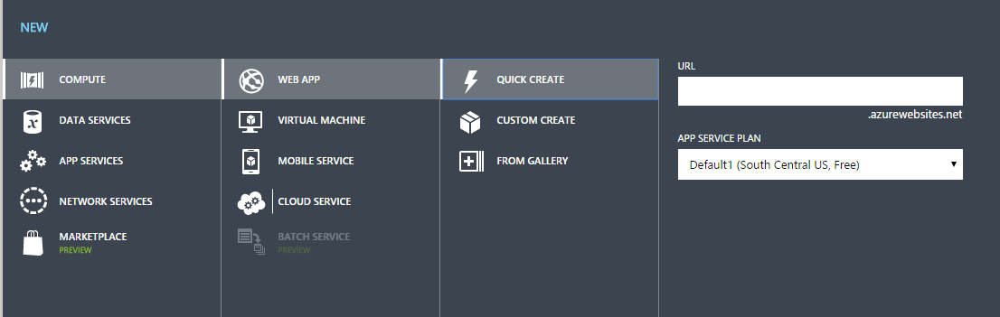 NEW
COMPUTE
DATA SERVICES
APP SERVICES
NETWORK SERVICES
MARKETPLACE
PREVIEW
WEB APP
VIRTUAL MACHINE
MOBILE SERVICE
CLOUD SERVICE
BATCH SERVICE
PREVIEW
QUICK CREATE
CUSTOM CREATE
FROM GALLERY
URL
.azurewebsites.net
APP SERVICE PLAN
Default1 (South Central US, Free)